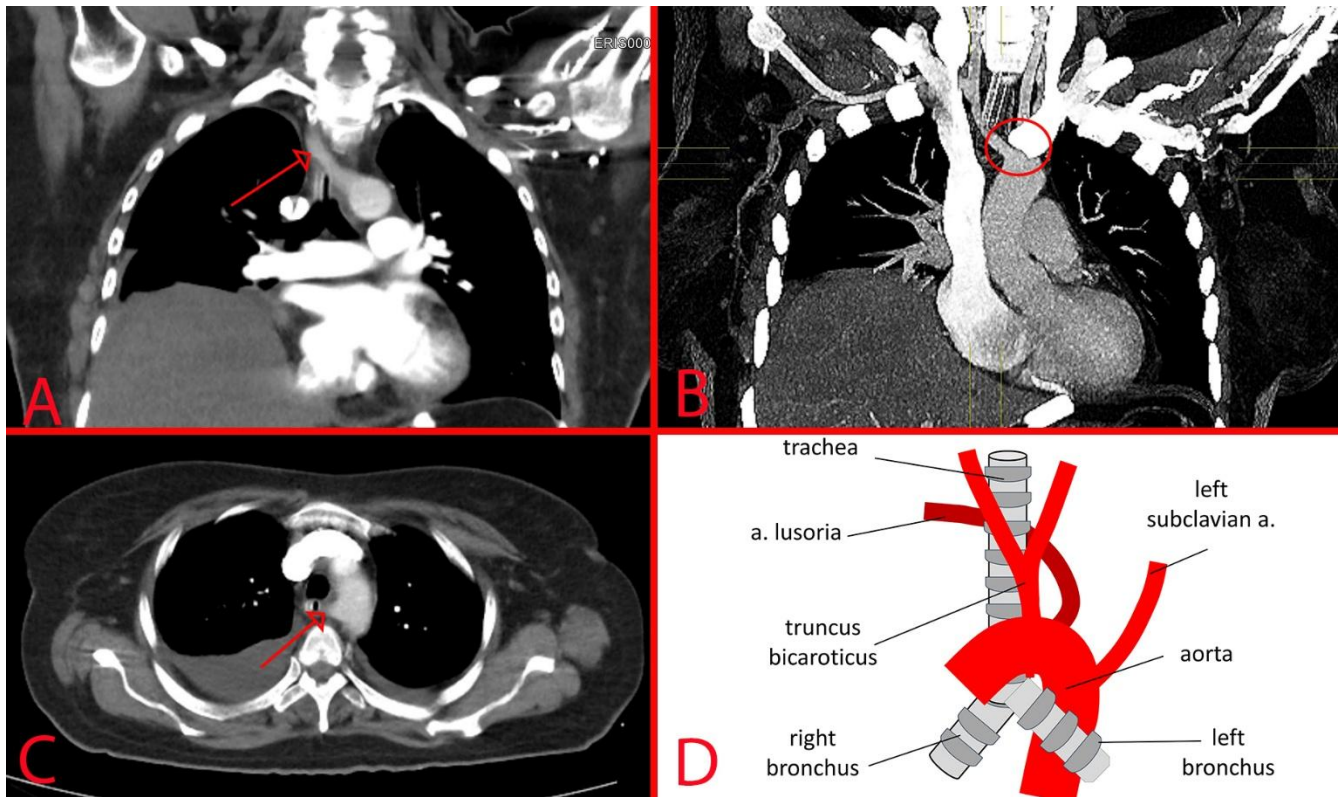 ERIS000
A
B
C
trachea
a. lusoria
left
subclavian a.
truncus
bicaroticus
aorta
right
bronchus
left
bronchus
D